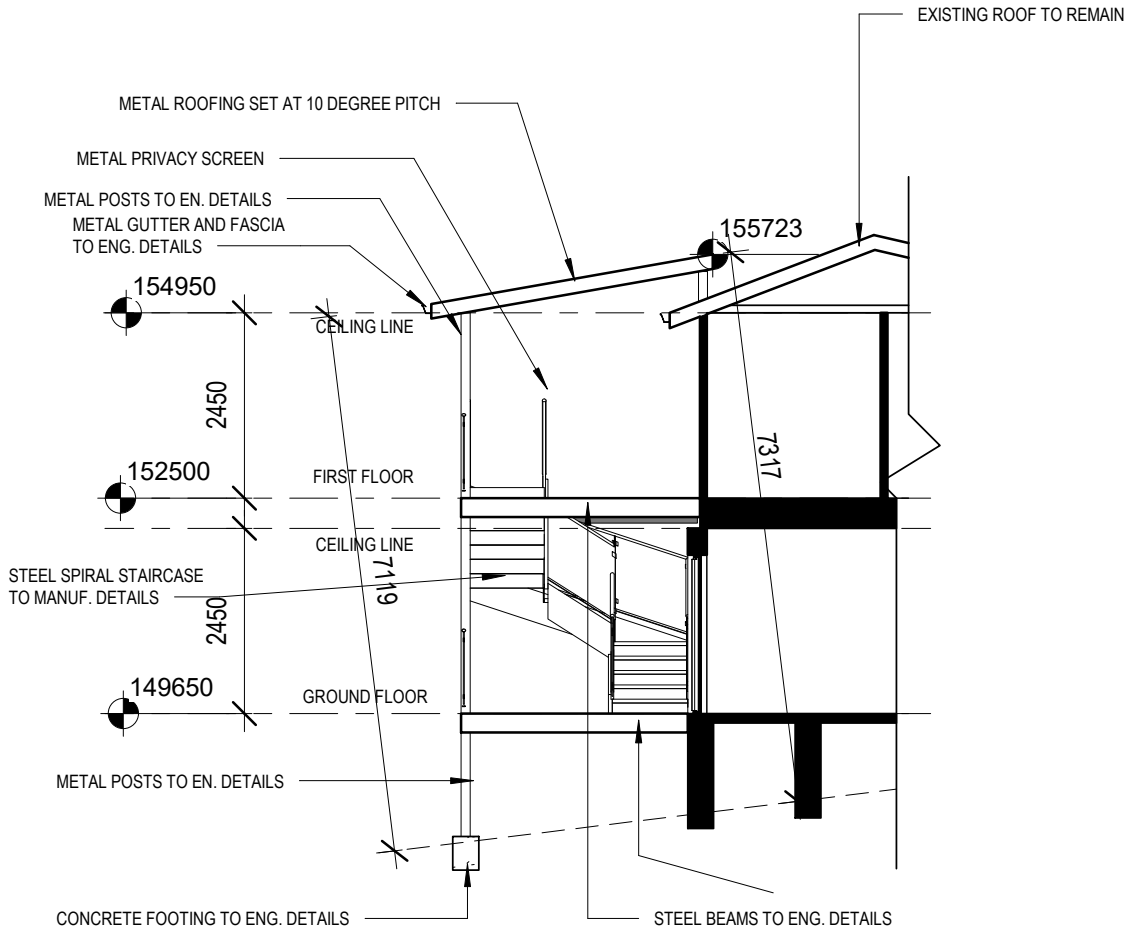 EXISTING ROOF TO REMAIN
METAL ROOFING SET AT 10 DEGREE PITCH
METAL PRIVACY SCREEN
METAL POSTS TO EN. DETAILS
METAL GUTTER AND FASCIA
TO ENG. DETAILS
155723
154950
CEILING LINE
2450
7317
152500
FIRST FLOOR
CEILING LINE
STEEL SPIRAL STAIRCASE
TO MANUF. DETAILS
7119
2450
149650
GROUND FLOOR
METAL POSTS TO EN. DETAILS
CONCRETE FOOTING TO ENG. DETAILS
STEEL BEAMS TO ENG. DETAILS